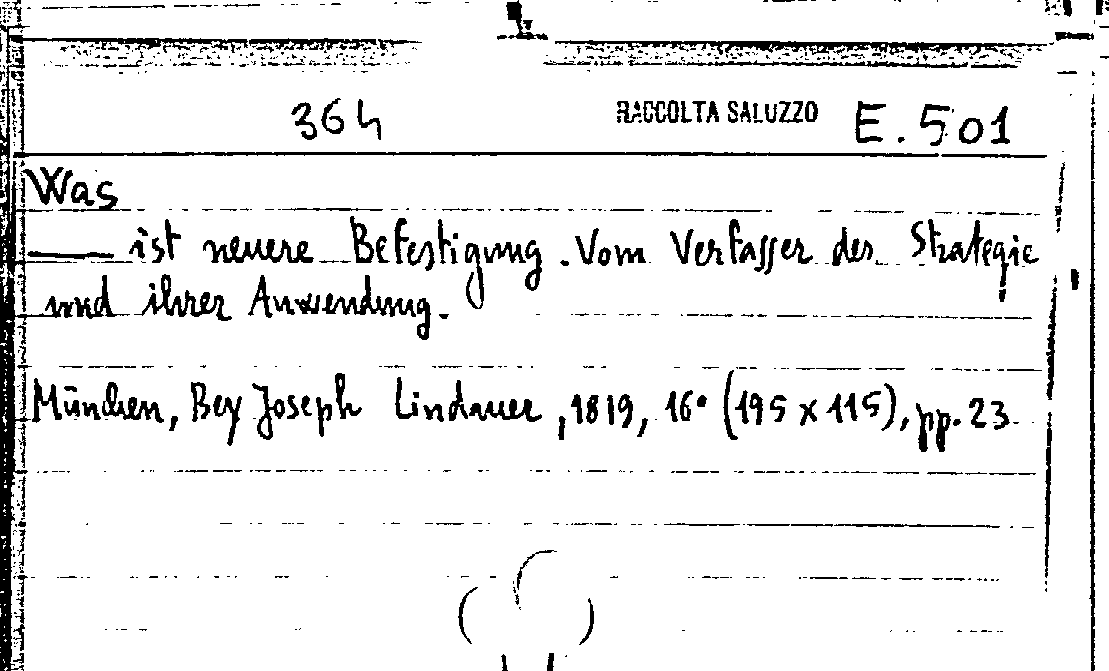 364 RACCOLTA SALUZZO E.501
Was
—— ist neuere Befestigung. Vom Verfasser der Strategie
und ihrer Anwendung.
München, Bey Joseph Lindauer, 1819, 16° (195 x 115), pp. 23